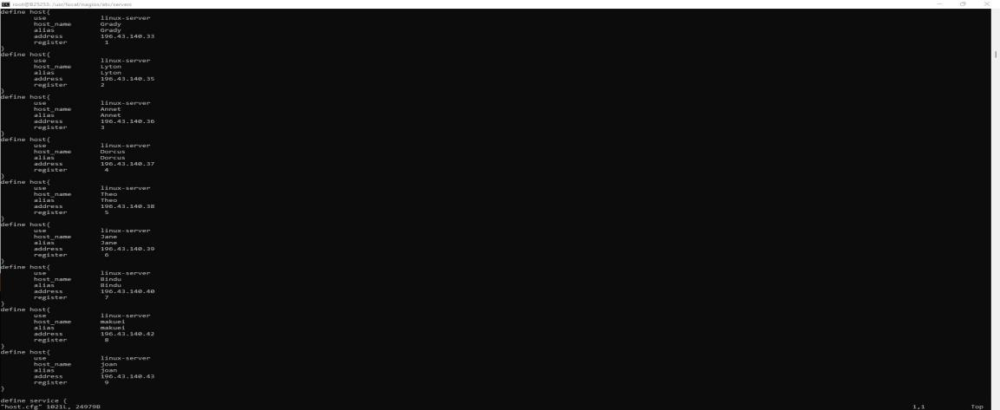 root@B25253: /usr/local/nagios/etc/servers
define host{
        use             linux-server
        host_name       Grady
        alias           Grady
        address         196.43.140.33
        register         1
}
define host{
        use             linux-server
        host_name       Lyton
        alias           Lyton
        address         196.43.140.35
        register        2
}
define host{
        use             linux-server
        host_name       Annet
        alias           Annet
        address         196.43.140.36
        register        3
}
define host{
        use             linux-server
        host_name       Dorcus
        alias           Dorcus
        address         196.43.140.37
        register         4
}
define host{
        use             linux-server
        host_name       Theo
        alias           Theo
        address         196.43.140.38
        register         5
}
define host{
        use             linux-server
        host_name       Jane
        alias           Jane
        address         196.43.140.39
        register         6
}
define host{
        use             linux-server
        host_name       Bindu
        alias           Bindu
        address         196.43.140.40
        register         7
}
define host{
        use             linux-server
        host_name       makuei
        alias           makuei
        address         196.43.140.42
        register         8
}
define host{
        use             linux-server
        host_name       joan
        alias           joan
        address         196.43.140.43
        register         9
}
define service {
"host.cfg" 1021L, 24979B 1,1 Top